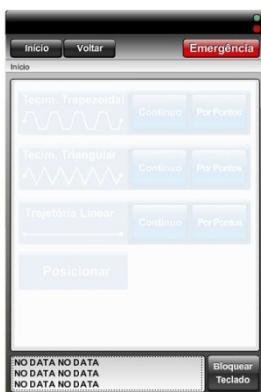 Início Voltar Emergência
Início
Tecim. Trapezoidal
Contínuo Por Pontos
Tecim. Triangular
Contínuo Por Pontos
Trajetória Linear
Contínuo Por Pontos
Posicionar
NO DATA NO DATA
NO DATA NO DATA
NO DATA NO DATA
Bloquear
Teclado